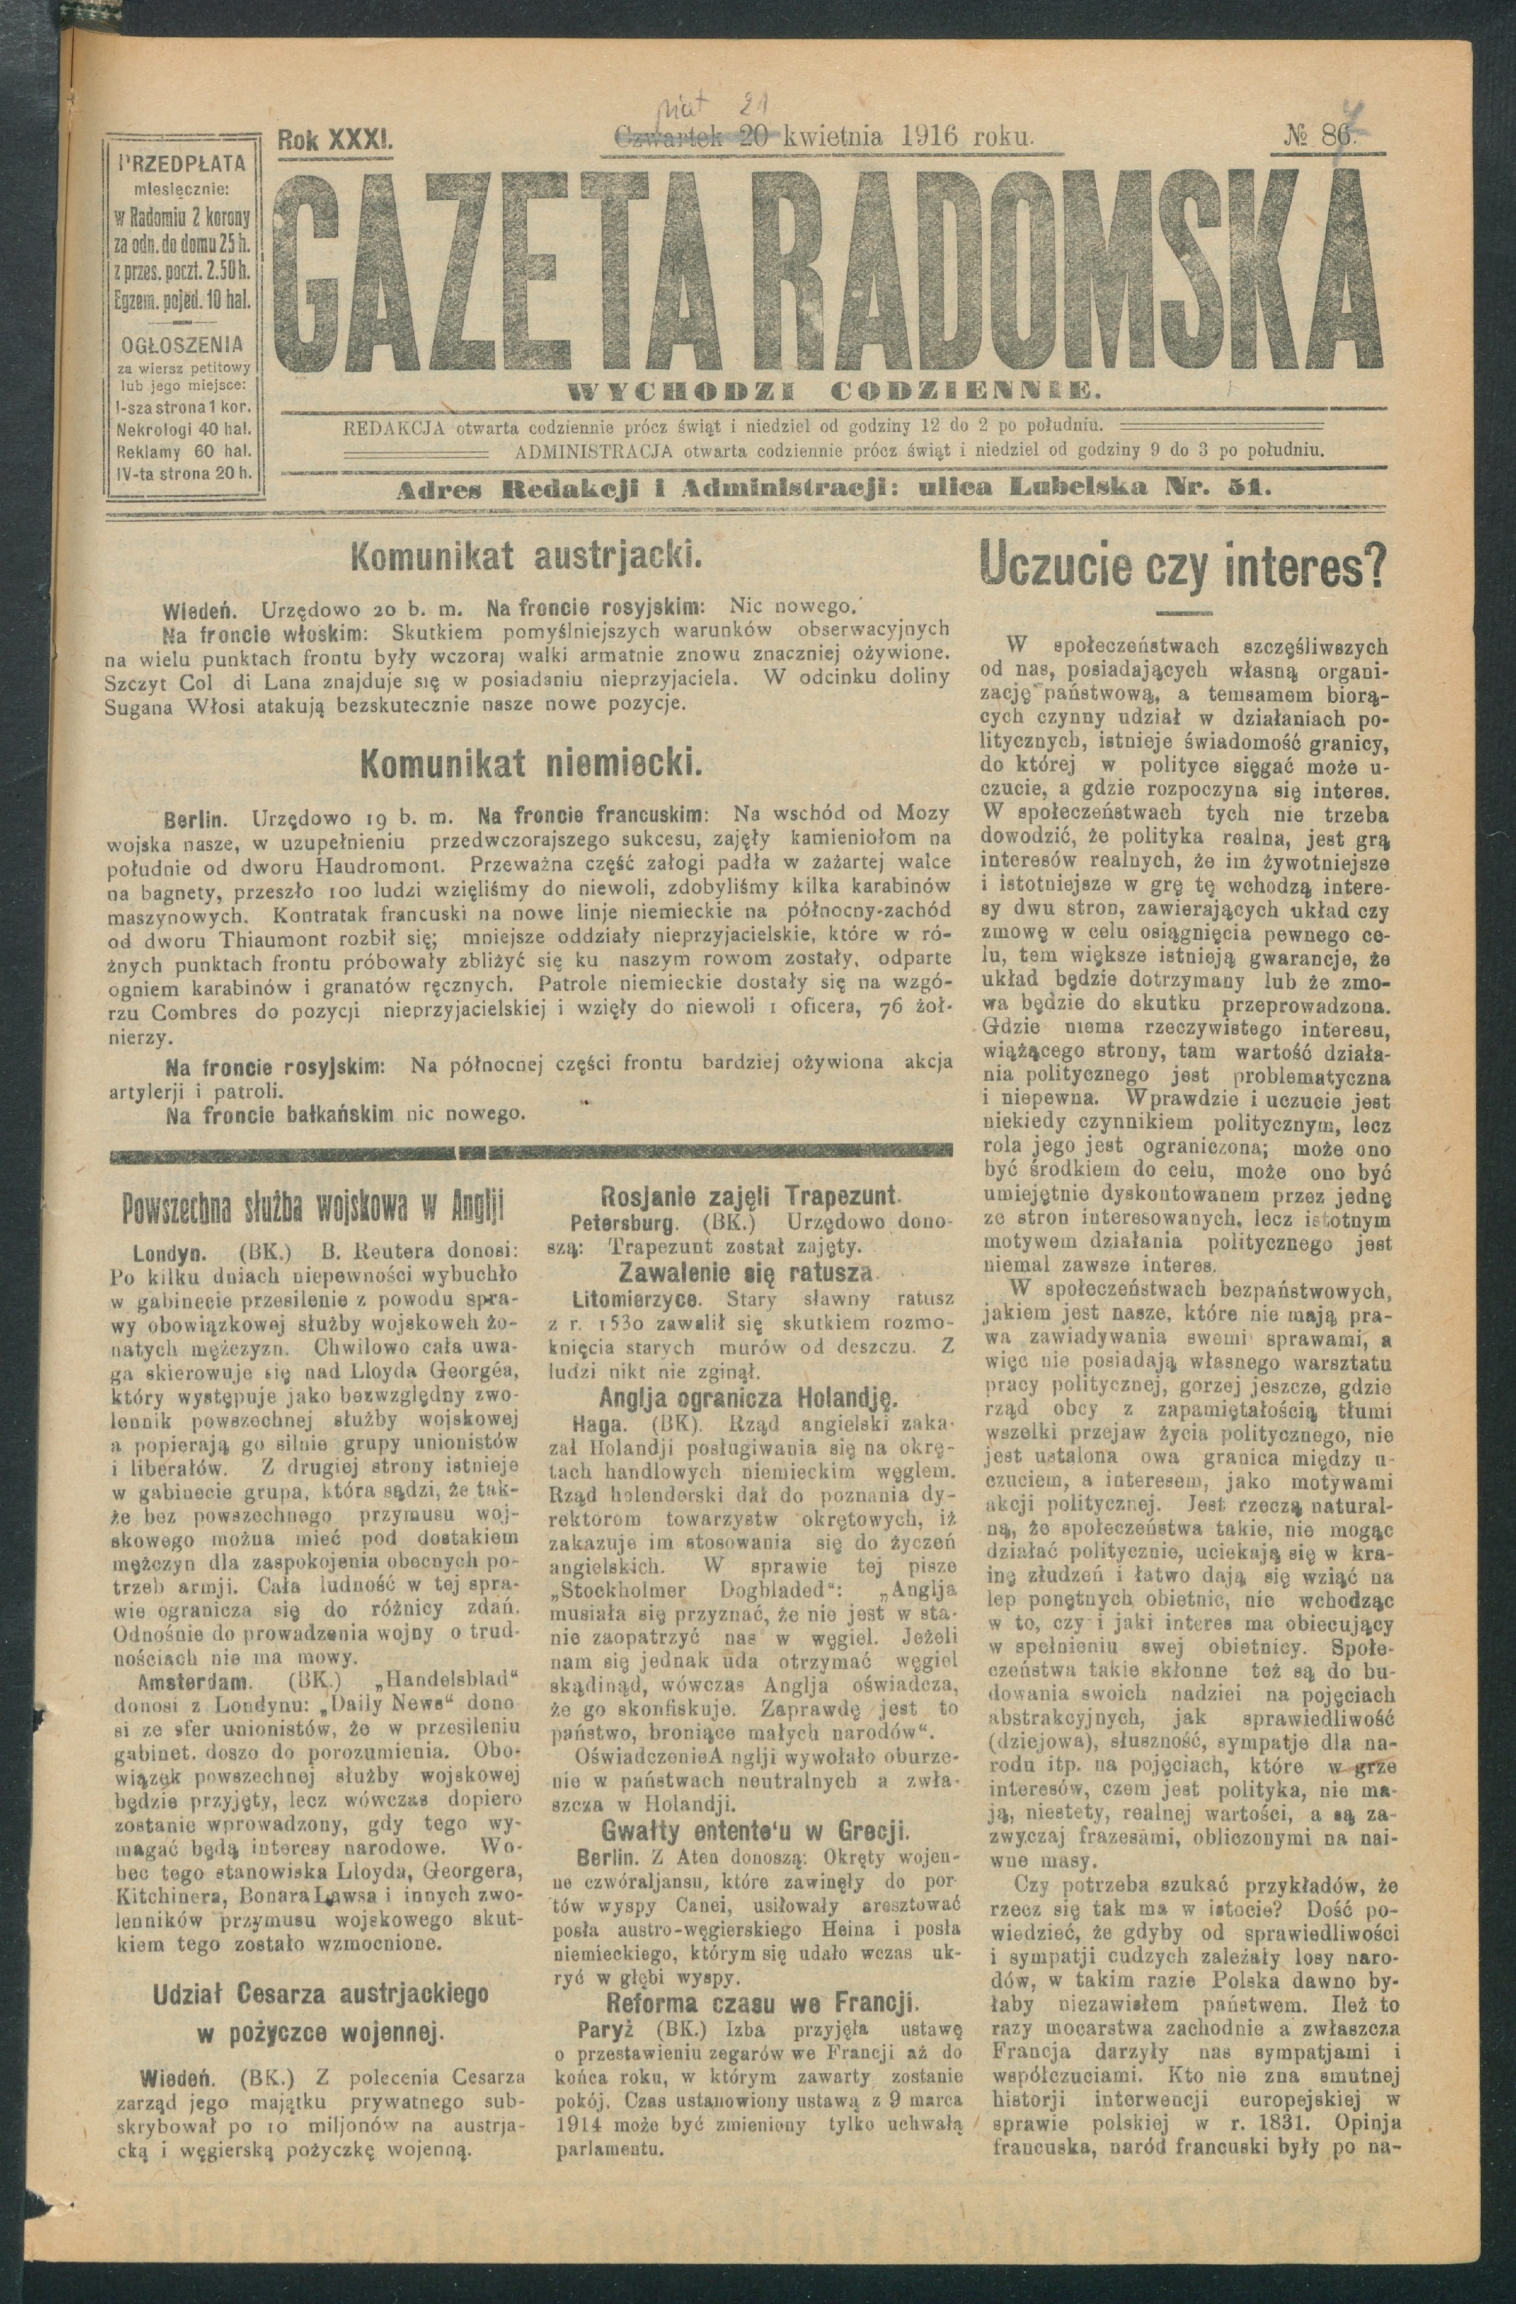 piąt 21
Rok XXXI.
Czwartek 20 kwietnia 1916 roku.
№ 86.
PRZEDPŁATA
miesięcznie:
w Radomiu 2 korony
za odn. do domu 25 h.
z przes. poczt. 2.50 h.
Egzem. pojed. 10 hal.
OGŁOSZENIA
za wiersz petitowy
lub jego miejsce:
I-sza strona 1 kor.
Nekrologi 40 hal.
Reklamy 60 hal.
IV-ta strona 20 h.
GAZETA RADOMSKA
WYCHODZI CODZIENNIE.
REDAKCJA otwarta codziennie prócz świąt i niedziel od godziny 12 do 2 po południu.
ADMINISTRACJA otwarta codziennie prócz świąt i niedziel od godziny 9 do 3 po południu.
Adres Redakcji i Administracji: ulica Lubelska Nr. 51.
Komunikat austrjacki.
Wiedeń. Urzędowo 20 b. m. Na froncie rosyjskim: Nic nowego.
Na froncie włoskim: Skutkiem pomyślniejszych warunków obserwacyjnych
na wielu punktach frontu były wczoraj walki armatnie znowu znaczniej ożywione.
Szczyt Col di Lana znajduje się w posiadaniu nieprzyjaciela. W odcinku doliny
Sugana Włosi atakują bezskutecznie nasze nowe pozycje.
Komunikat niemiecki.
Berlin. Urzędowo 19 b. m. Na froncie francuskim: Na wschód od Mozy
wojska nasze, w uzupełnieniu przedwczorajszego sukcesu, zajęły kamieniołom na
południe od dworu Haudromont. Przeważna część załogi padła w zażartej walce
na bagnety, przeszło 100 ludzi wzięliśmy do niewoli, zdobyliśmy kilka karabinów
maszynowych. Kontratak francuski na nowe linje niemieckie na północny-zachód
od dworu Thiaumont rozbił się; mniejsze oddziały nieprzyjacielskie, które w ró-
żnych punktach frontu próbowały zbliżyć się ku naszym rowom zostały, odparte
ogniem karabinów i granatów ręcznych. Patrole niemieckie dostały się na wzgó-
rzu Combres do pozycji nieprzyjacielskiej i wzięły do niewoli 1 oficera, 76 żoł-
nierzy.
Na froncie rosyjskim: Na północnej części frontu bardziej ożywiona akcja
artylerji i patroli.
Na froncie bałkańskim nic nowego.
Powszechna służba wojskowa w Anglji
Londyn. (BK.) B. Reutera donosi:
Po kilku dniach niepewności wybuchło
w gabinecie przesilenie z powodu spra-
wy obowiązkowej służby wojskoweh żo-
natych mężczyzn. Chwilowo cała uwa-
ga skierowuje się nad Lloyda Georgéa,
który występuje jako bezwzględny zwo-
lennik powszechnej służby wojskowej
a popierają go silnie grupy unionistów
i liberałów. Z drugiej strony istnieje
w gabinecie grupa, która sądzi, że tak-
że bez powszechnego przymusu woj-
skowego można mieć pod dostakiem
mężczyn dla zaspokojenia obecnych po-
trzeb armji. Cała ludność w tej spra-
wie ogranicza się do różnicy zdań.
Odnośnie do prowadzenia wojny o trud-
nościach nie ma mowy.
Amsterdam. (BK.) „Handelsblad“
donosi z Londynu: „Daily News“ dono
si ze sfer unionistów, że w przesileniu
gabinet. doszo do porozumienia. Obo-
wiązek powszechnej służby wojskowej
będzie przyjęty, lecz wówczas dopiero
zostanie wprowadzony, gdy tego wy-
magać będą interesy narodowe. Wo-
bec tego stanowiska Lloyda, Georgera,
Kitchinera, Bonara Lawsa i innych zwo-
lenników przymusu wojskowego skut-
kiem tego zostało wzmocnione.
Udział Cesarza austrjackiego
w pożyczce wojennej.
Wiedeń. (BK.) Z polecenia Cesarza
zarząd jego majątku prywatnego sub-
skrybował po 10 miljonów na austrja-
cką i węgierską pożyczkę wojenną.
Rosjanie zajęli Trapezunt.
Petersburg. (BK.) Urzędowo dono-
szą: Trapezunt został zajęty.
Zawalenie się ratusza.
Litomierzyce. Stary sławny ratusz
z r. 1530 zawalił się skutkiem rozmo-
knięcia starych murów od deszczu. Z
ludzi nikt nie zginął.
Anglja ogranicza Holandję.
Haga. (BK). Rząd angielski zaka-
zał Holandji posługiwania się na okrę-
tach handlowych niemieckim węglem.
Rząd holenderski dał do poznania dy-
rektorom towarzystw okrętowych, iż
zakazuje im stosowania się do życzeń
angielskich. W sprawie tej pisze
„Stockholmer Dogbladed“: „Anglja
musiała się przyznać, że nie jest w sta-
nie zaopatrzyć nas w węgiel. Jeżeli
nam się jednak uda otrzymać węgiel
skądinąd, wówczas Anglja oświadcza,
że go skonfiskuje. Zaprawdę jest to
państwo, broniące małych narodów“.
OświadczenieA nglji wywołało oburze-
nie w państwach neutralnych a zwła-
szcza w Holandji.
Gwałty entente'u w Grecji.
Berlin. Z Aten donoszą: Okręty wojen-
ne czwóraljansu, które zawinęły do por
tów wyspy Canei, usiłowały aresztować
posła austro-węgierskiego Heina i posła
niemieckiego, którym się udało wczas uk-
ryć w głębi wyspy.
Reforma czasu we Francji.
Paryż (BK.) Izba przyjęła ustawę
o przestawieniu zegarów we Francji aż do
końca roku, w którym zawarty zostanie
pokój. Czas ustanowiony ustawą z 9 marca
1914 może być zmieniony tylko uchwałą
parlamentu.
Uczucie czy interes?
W społeczeństwach szczęśliwszych
od nas, posiadających własną organi-
zację państwową, a temsamem biorą-
cych czynny udział w działaniach po-
litycznych, istnieje świadomość granicy,
do której w polityce sięgać może u-
czucie, a gdzie rozpoczyna się interes.
W społeczeństwach tych nie trzeba
dowodzić, że polityka realna, jest grą
interesów realnych, że im żywotniejsze
i istotniejsze w grę tę wchodzą intere-
sy dwu stron, zawierających układ czy
zmowę w celu osiągnięcia pewnego ce-
lu, tem większe istnieją gwarancje, że
układ będzie dotrzymany lub że zmo-
wa będzie do skutku przeprowadzona.
Gdzie niema rzeczywistego interesu,
wiążącego strony, tam wartość działa-
nia politycznego jest problematyczna
i niepewna. Wprawdzie i uczucie jest
niekiedy czynnikiem politycznym, lecz
rola jego jest ograniczona; może ono
być środkiem do celu, może ono być
umiejętnie dyskontowanem przez jednę
ze stron interesowanych, lecz istotnym
motywem działania politycznego jest
niemal zawsze interes.
W społeczeństwach bezpaństwowych,
jakiem jest nasze, które nie mają pra-
wa zawiadywania swemi sprawami, a
więc nie posiadają własnego warsztatu
pracy politycznej, gorzej jeszcze, gdzie
rząd obcy z zapamiętałością tłumi
wszelki przejaw życia politycznego, nie
jest ustalona owa granica między u-
czuciem, a interesem, jako motywami
akcji politycznej. Jest rzeczą natural-
ną, że społeczeństwa takie, nie mogąc
działać politycznie, uciekają się w kra-
inę złudzeń i łatwo dają się wziąć na
lep ponętnych obietnic, nie wchodząc
w to, czy i jaki interes ma obiecujący
w spełnieniu swej obietnicy. Społe-
czeństwa takie skłonne też są do bu-
dowania swoich nadziei na pojęciach
abstrakcyjnych, jak sprawiedliwość
(dziejowa), słuszność, sympatje dla na-
rodu itp. na pojęciach, które w grze
interesów, czem jest polityka, nie ma-
ją, niestety, realnej wartości, a są za-
zwyczaj frazesami, obliczonymi na nai-
wne masy.
Czy potrzeba szukać przykładów, że
rzecz się tak ma w istocie? Dość po-
wiedzieć, że gdyby od sprawiedliwości
i sympatji cudzych zależały losy naro-
dów, w takim razie Polska dawno by-
łaby niezawisłem państwem. Ileż to
razy mocarstwa zachodnie a zwłaszcza
Francja darzyły nas sympatjami i
współczuciami. Kto nie zna smutnej
historji interwencji europejskiej w
sprawie polskiej w r. 1831. Opinja
francuska, naród francuski były po na-